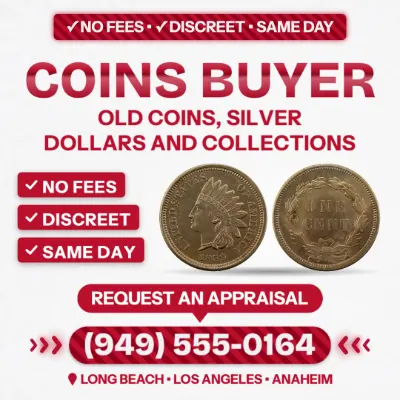 ✓NO FEES • ✓DISCREET • SAME DAY
COINS BUYER
OLD COINS, SILVER
DOLLARS AND COLLECTIONS
✓ NO FEES
✓ DISCREET
✓ SAME DAY
UNITED STATES OF AMERICA
ONE
CENT
REQUEST AN APPRAISAL
(949) 555-0164
LONG BEACH • LOS ANGELES • ANAHEIM